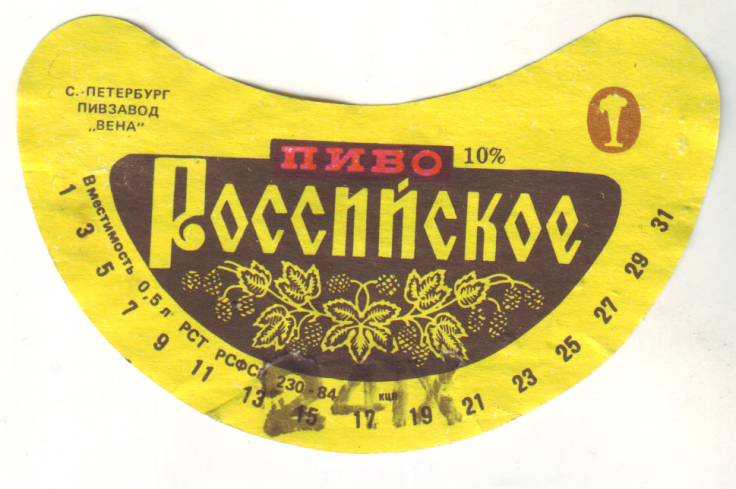 С.-ПЕТЕРБУРГ
ПИВЗАВОД
„ВЕНА“
ПИВО 10%
Российское
Вместимость 0,5 л РСТ РСФСР 230-84
1 3 5 7 9 11 13 15 17 19 21 23 25 27 29 31